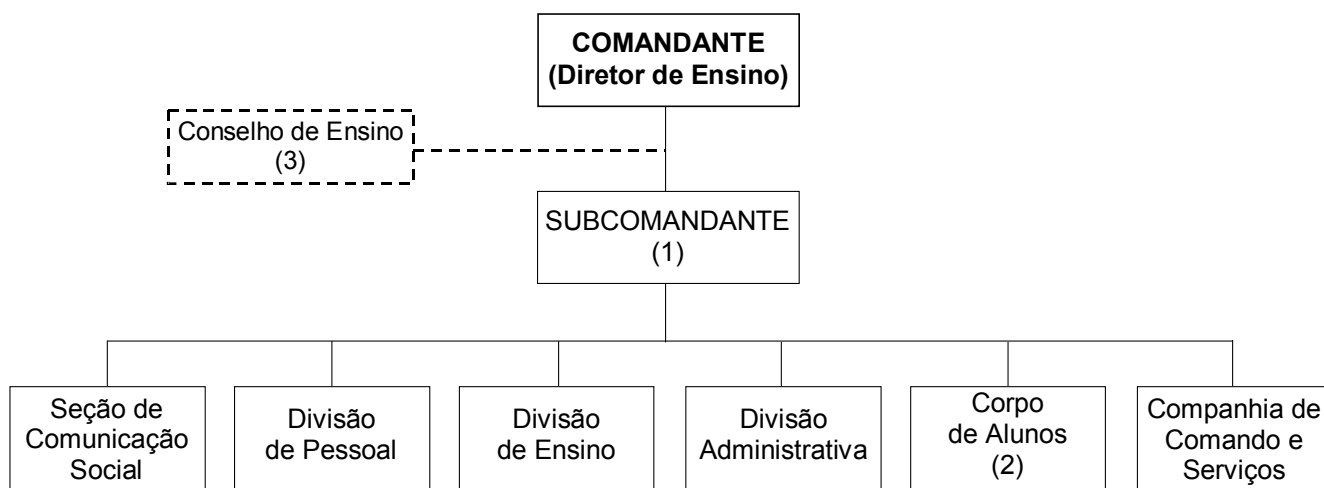 COMANDANTE
(Diretor de Ensino)
Conselho de Ensino
(3)
SUBCOMANDANTE
(1)
Seção de
Comunicação
Social
Divisão
de Pessoal
Divisão
de Ensino
Divisão
Administrativa
Corpo
de Alunos
(2)
Companhia de
Comando e
Serviços